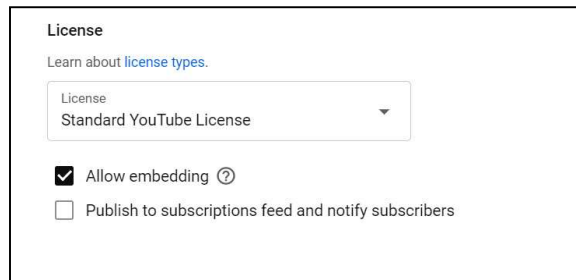 License
Learn about license types.
License
Standard YouTube License
Allow embedding
Publish to subscriptions feed and notify subscribers